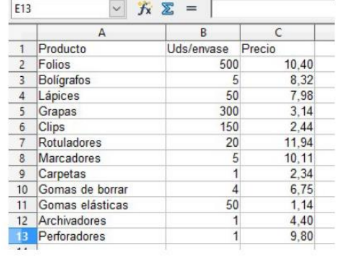 E13 fx Σ =
A B C
1 Producto Uds/envase Precio
2 Folios 500 10,40
3 Bolígrafos 5 8,32
4 Lápices 50 7,98
5 Grapas 300 3,14
6 Clips 150 2,44
7 Rotuladores 20 11,94
8 Marcadores 5 10,11
9 Carpetas 1 2,34
10 Gomas de borrar 4 6,75
11 Gomas elásticas 50 1,14
12 Archivadores 1 4,40
13 Perforadores 1 9,80